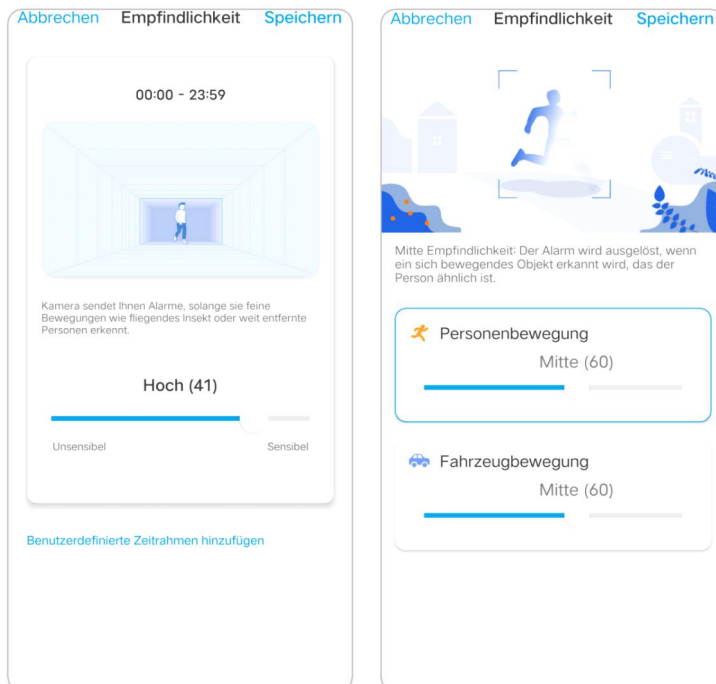 Abbrechen Empfindlichkeit Speichern
00:00 - 23:59
Kamera sendet Ihnen Alarme, solange sie feine
Bewegungen wie fliegendes Insekt oder weit entfernte
Personen erkennt.
Hoch (41)
Unsensibel Sensibel
Benutzerdefinierte Zeitrahmen hinzufügen
Abbrechen Empfindlichkeit Speichern
Mitte Empfindlichkeit: Der Alarm wird ausgelöst, wenn
ein sich bewegendes Objekt erkannt wird, das der
Person ähnlich ist.
Personenbewegung
Mitte (60)
Fahrzeugbewegung
Mitte (60)